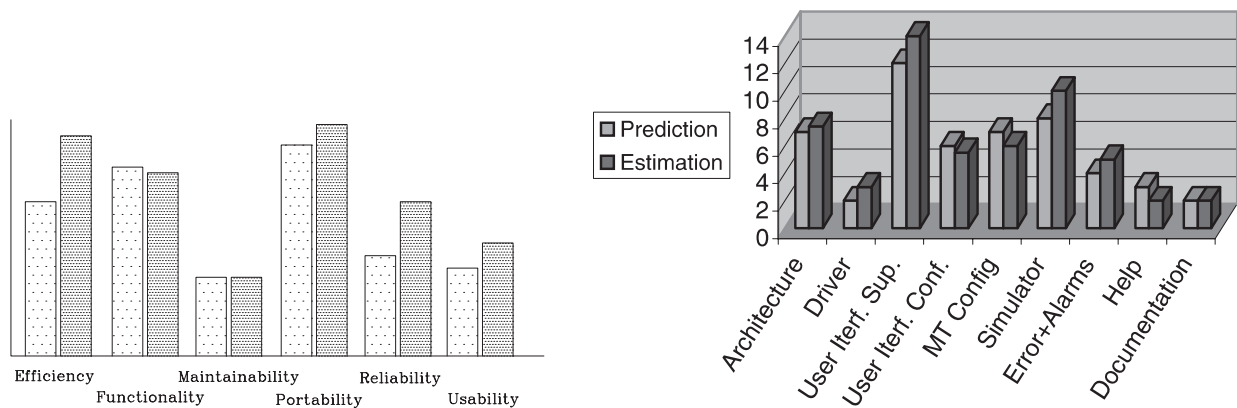 Efficiency
Functionality
Maintainability
Portability
Reliability
Usability
Prediction
Estimation
14
12
10
8
6
4
2
0
Architecture
Driver
User Iterf. Sup.
User Iterf. Conf.
MT Config
Simulator
Error+Alarms
Help
Documentation